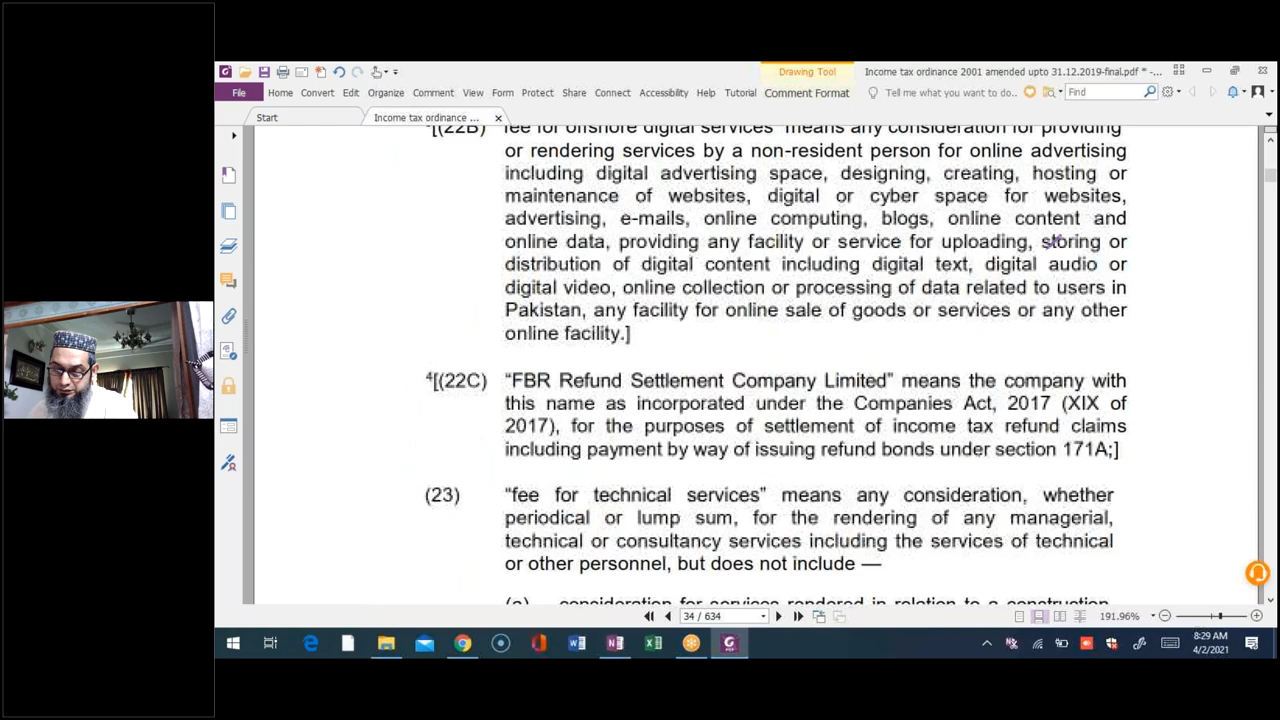 Drawing Tool
Income tax ordinance 2001 amended upto 31.12.2019-final.pdf * -...
File Home Convert Edit Organize Comment View Form Protect Share Connect Accessibility Help Tutorial Comment Format Tell me what you want to do... Find
Start Income tax ordinance ...
[(22B) fee for offshore digital services” means any consideration for providing
or rendering services by a non-resident person for online advertising
including digital advertising space, designing, creating, hosting or
maintenance of websites, digital or cyber space for websites,
advertising, e-mails, online computing, blogs, online content and
online data, providing any facility or service for uploading, storing or
distribution of digital content including digital text, digital audio or
digital video, online collection or processing of data related to users in
Pakistan, any facility for online sale of goods or services or any other
online facility.]
4[(22C) “FBR Refund Settlement Company Limited” means the company with
this name as incorporated under the Companies Act, 2017 (XIX of
2017), for the purposes of settlement of income tax refund claims
including payment by way of issuing refund bonds under section 171A;]
(23) “fee for technical services” means any consideration, whether
periodical or lump sum, for the rendering of any managerial,
technical or consultancy services including the services of technical
or other personnel, but does not include —
(a) consideration for services rendered in relation to a construction
34 / 634
191.96%
8:29 AM
4/2/2021